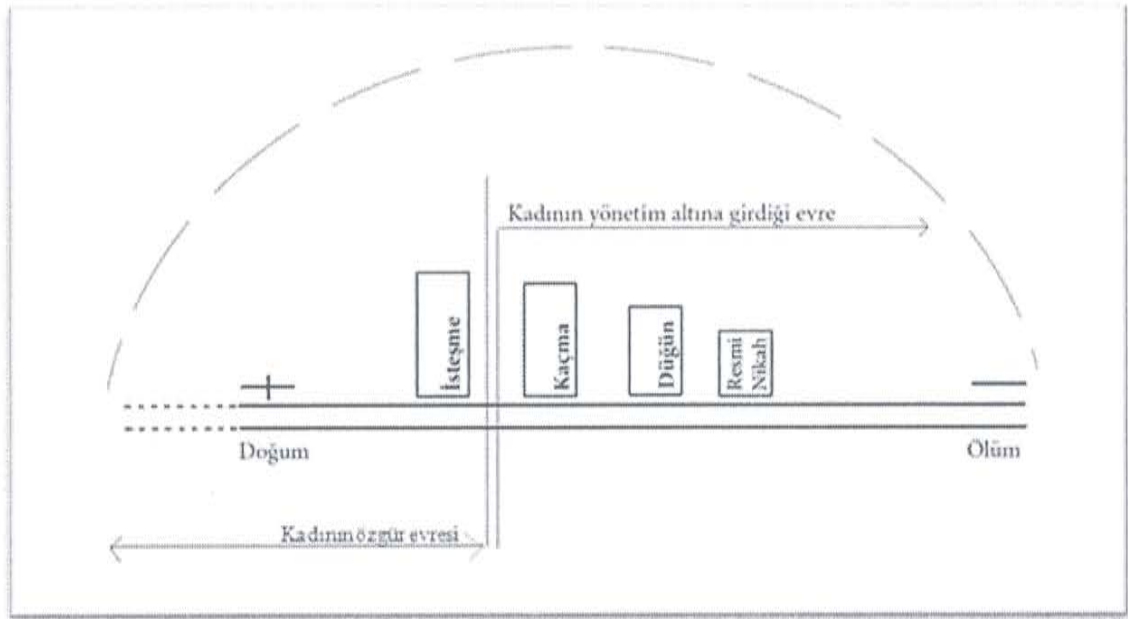 Kadının yönetim altına girdiği evre
İsteşme
Kaçma
Düğün
Resmi
Nikah
Doğum
Ölüm
Kadının özgür evresi